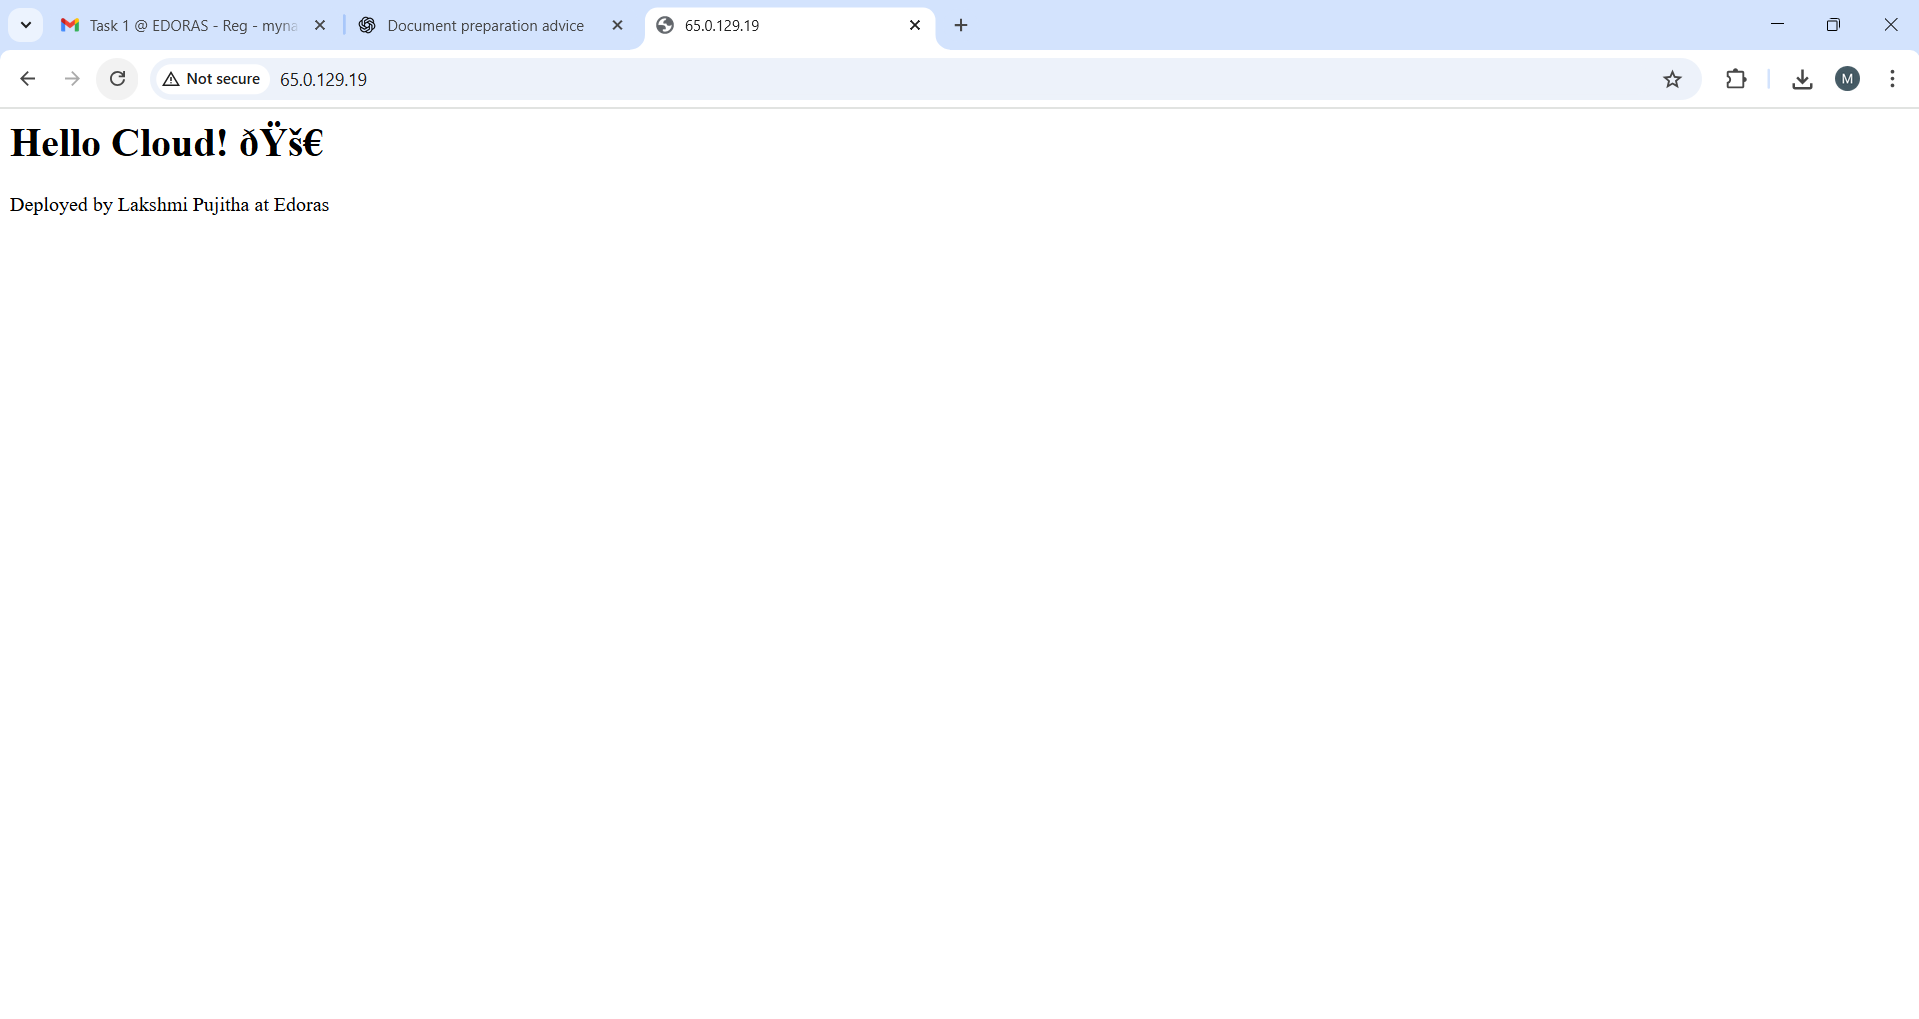 Task 1 @ EDORAS - Reg - myna
Document preparation advice
65.0.129.19
Not secure
65.0.129.19
M
Hello Cloud! 🚀
Deployed by Lakshmi Pujitha at Edoras